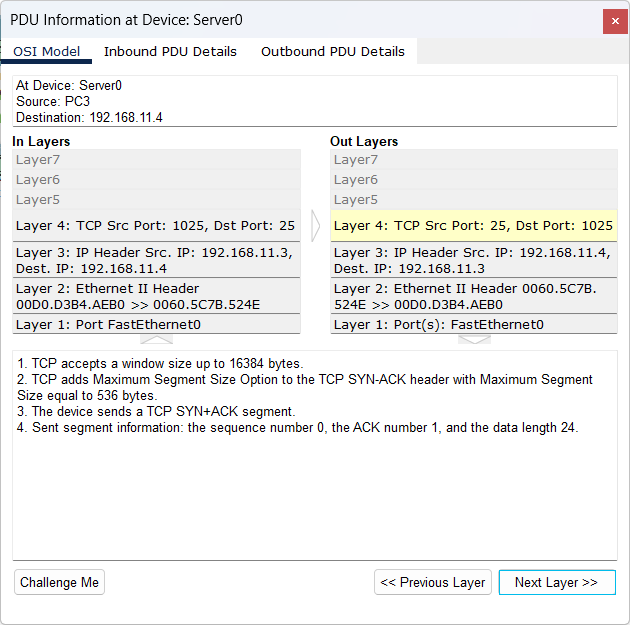 PDU Information at Device: Server0
×
OSI Model Inbound PDU Details Outbound PDU Details
At Device: Server0
Source: PC3
Destination: 192.168.11.4
In Layers
Layer7
Layer6
Layer5
Layer 4: TCP Src Port: 1025, Dst Port: 25
Layer 3: IP Header Src. IP: 192.168.11.3,
Dest. IP: 192.168.11.4
Layer 2: Ethernet II Header
00D0.D3B4.AEB0 >> 0060.5C7B.524E
Layer 1: Port FastEthernet0
Out Layers
Layer7
Layer6
Layer5
Layer 4: TCP Src Port: 25, Dst Port: 1025
Layer 3: IP Header Src. IP: 192.168.11.4,
Dest. IP: 192.168.11.3
Layer 2: Ethernet II Header 0060.5C7B.
524E >> 00D0.D3B4.AEB0
Layer 1: Port(s): FastEthernet0
1. TCP accepts a window size up to 16384 bytes.
2. TCP adds Maximum Segment Size Option to the TCP SYN-ACK header with Maximum Segment
Size equal to 536 bytes.
3. The device sends a TCP SYN+ACK segment.
4. Sent segment information: the sequence number 0, the ACK number 1, and the data length 24.
Challenge Me
<< Previous Layer
Next Layer >>